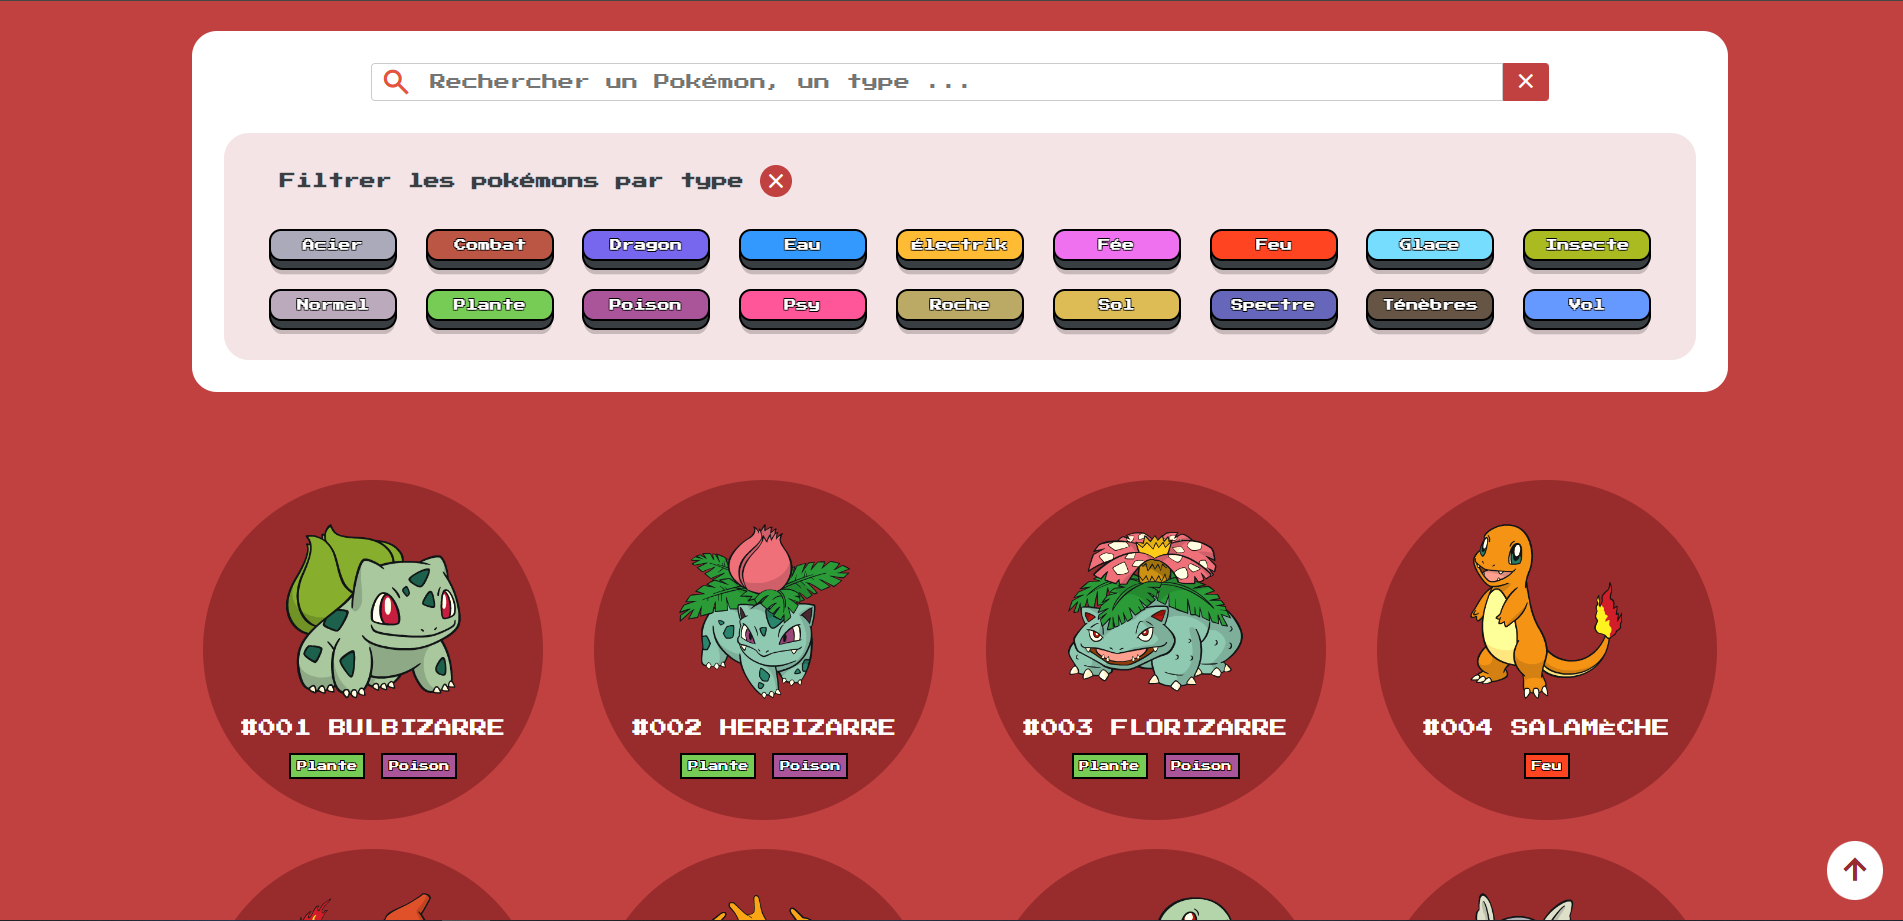 Rechercher un Pokémon, un type ...
Filtrer les pokémons par type
Acier Combat Dragon Eau électrik Fée Feu Glace Insecte
Normal Plante Poison Psy Roche Sol Spectre Ténèbres Vol
#001 BULBIZARRE #002 HERBIZARRE #003 FLORIZARRE #004 SALAMèCHE
Plante Poison Plante Poison Plante Poison Feu